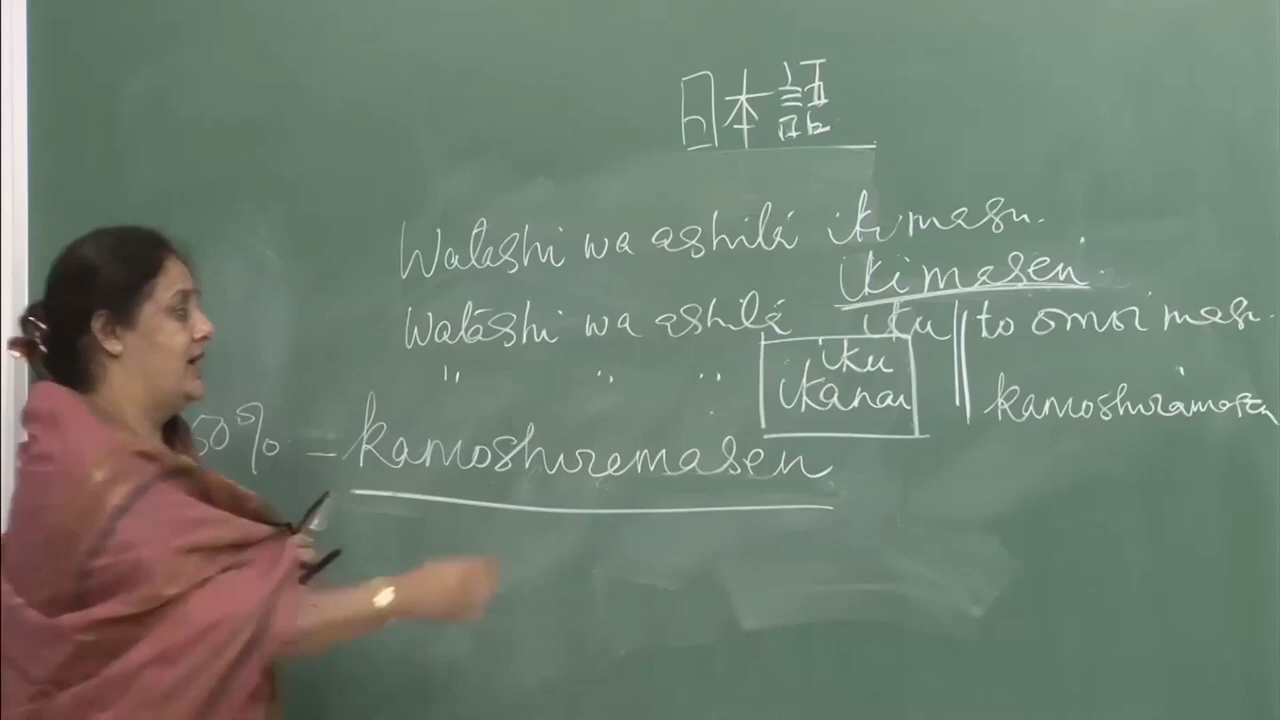 日本語
Watashi wa ashita ikimasu.
ikimasen.
Watashi wa ashita iku to omoimasu.
" " " iku
ikanai kamoshiremasen
50% - kamoshiremasen